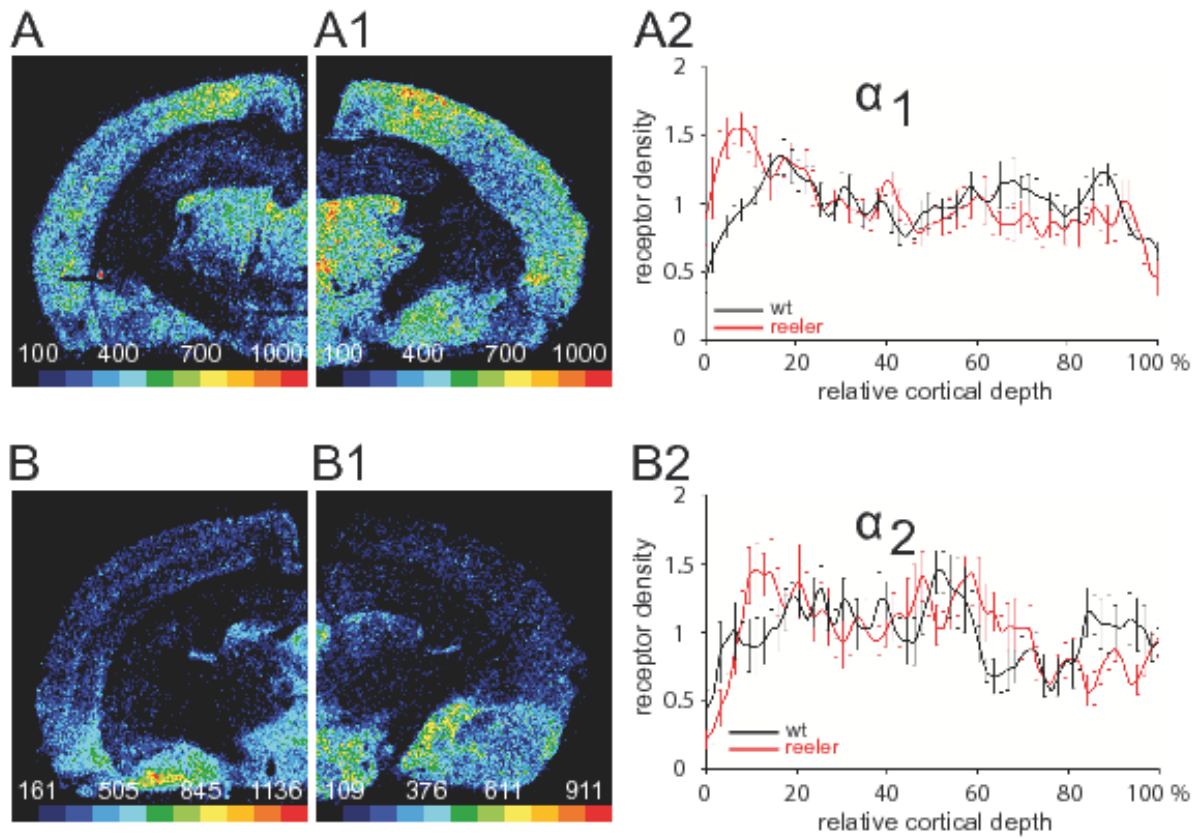 A
A1
A2
100 400 700 1000
100 400 700 1000
α1
receptor density
2
1.5
1
0.5
0
wt
reeler
0 20 40 60 80 100 %
relative cortical depth
B
B1
B2
161 505 845 1136
109 376 611 911
α2
receptor density
2
1.5
1
0.5
0
wt
reeler
0 20 40 60 80 100 %
relative cortical depth